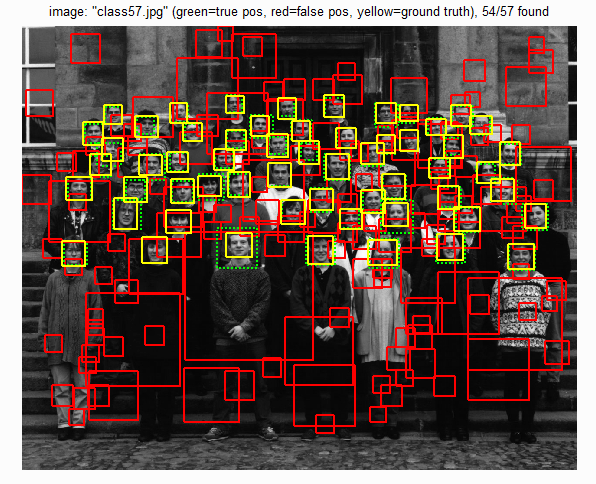 image: "class57.jpg" (green=true pos, red=false pos, yellow=ground truth), 54/57 found